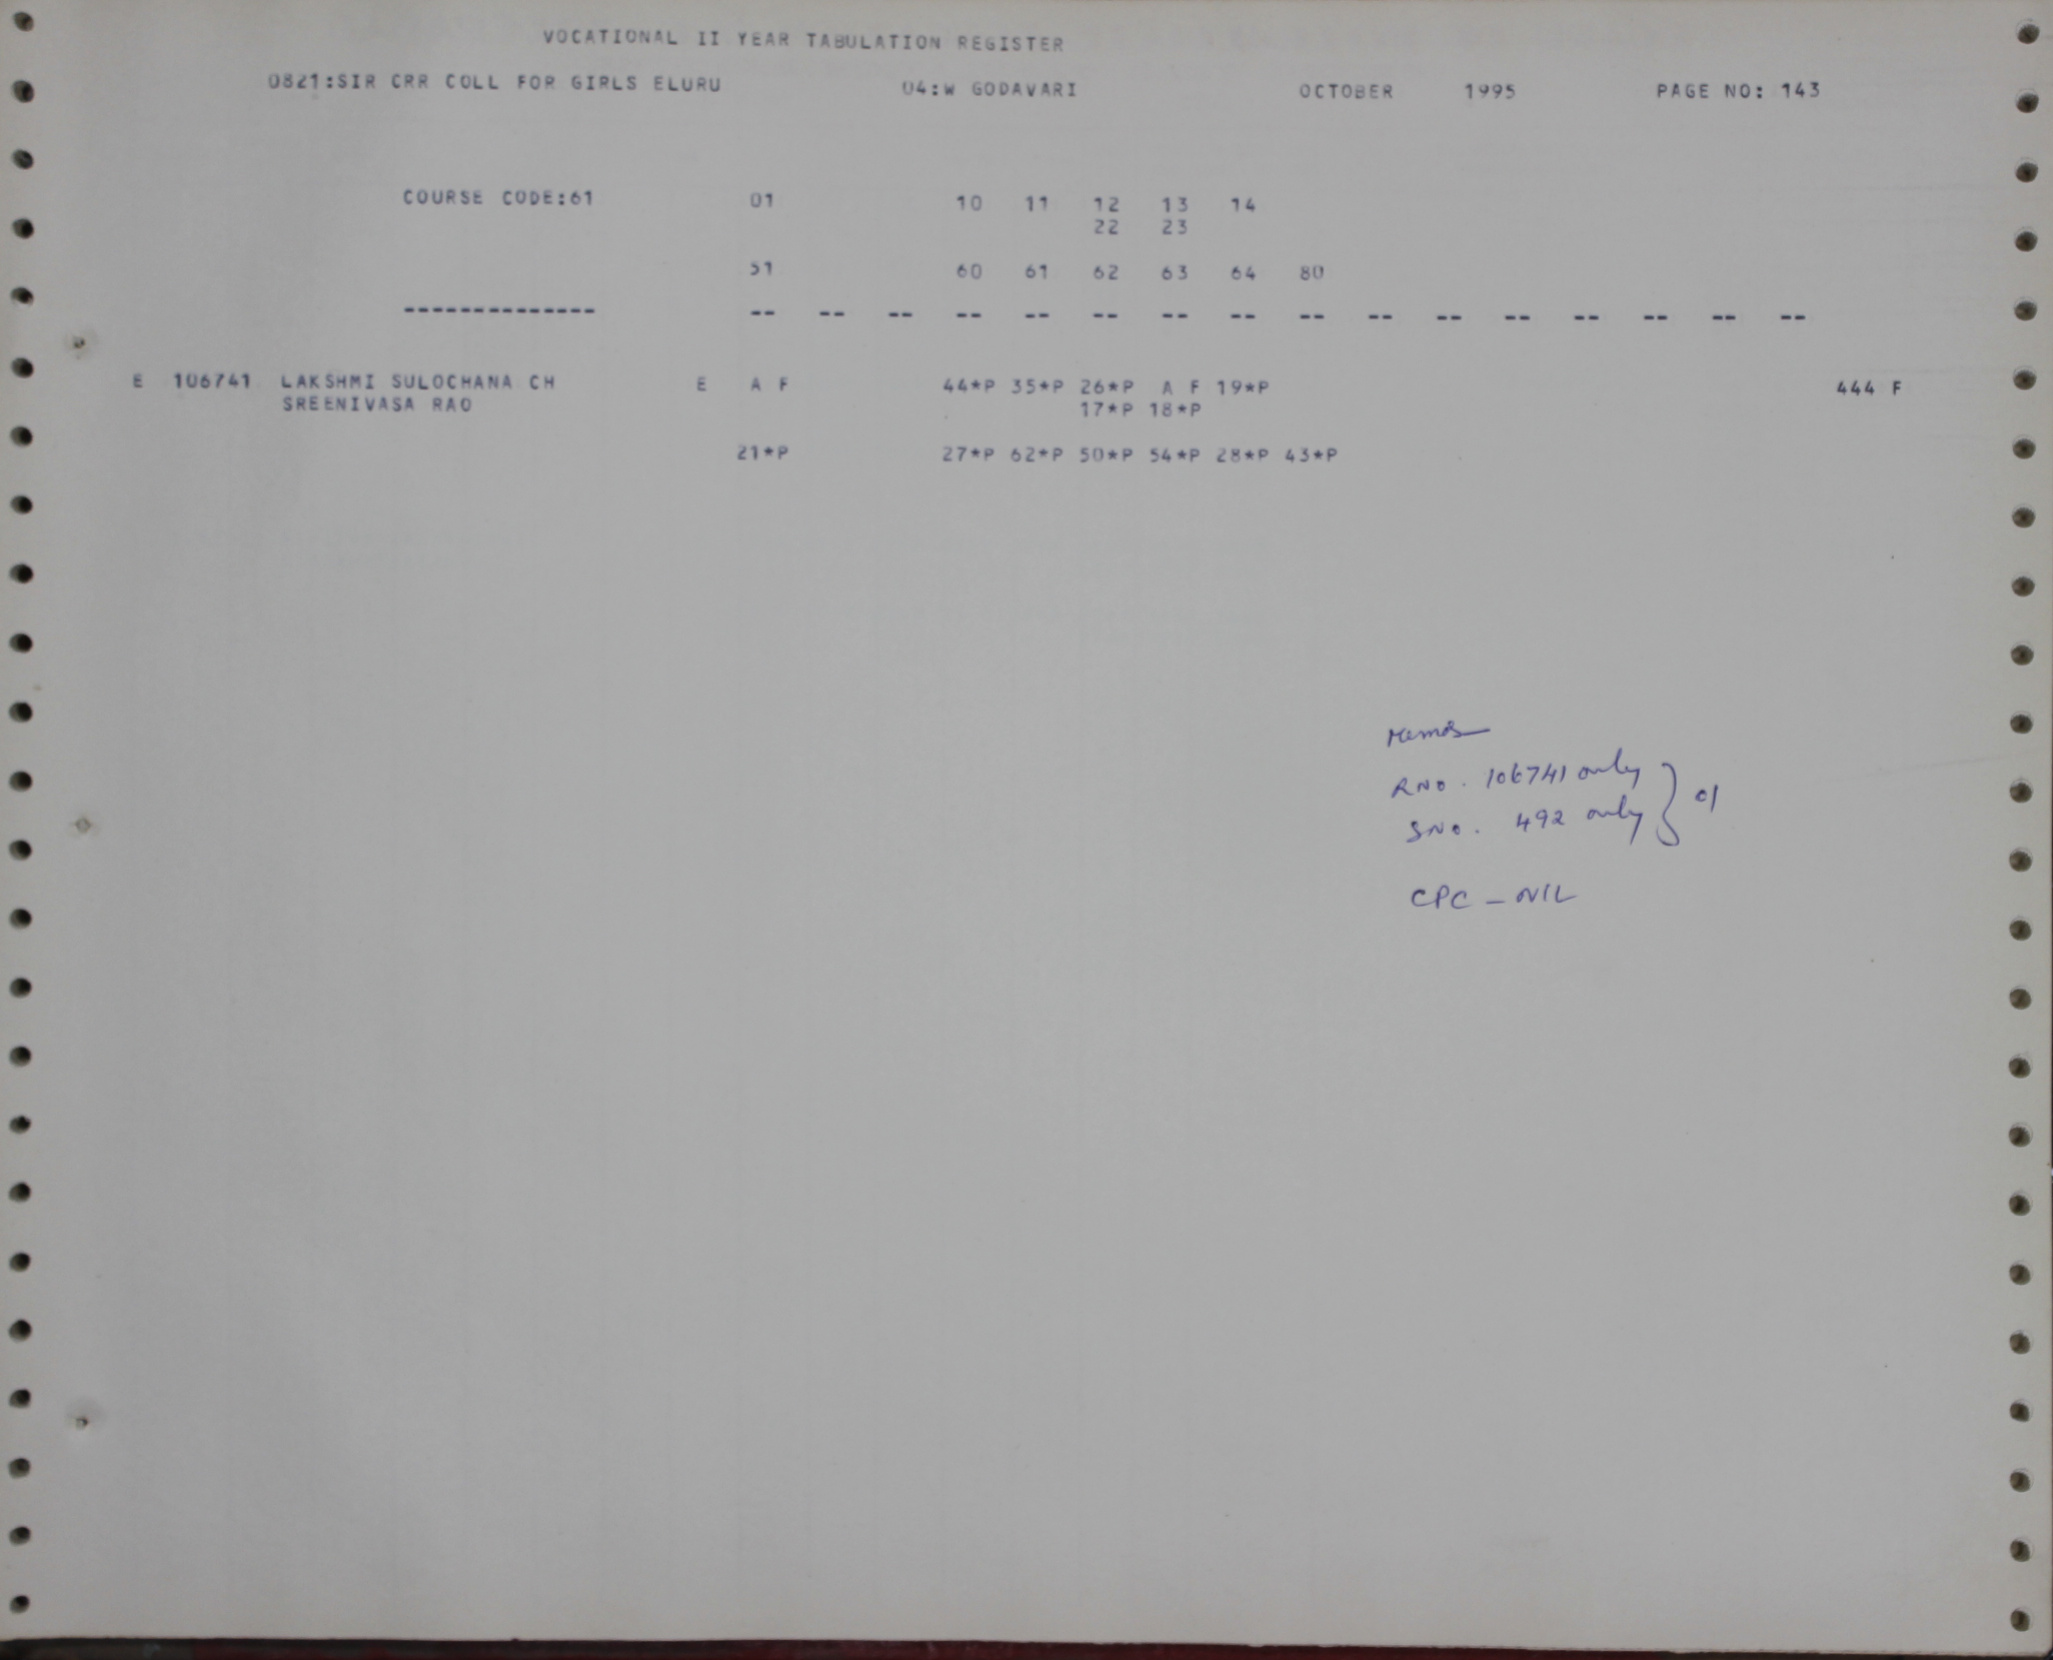 VOCATIONAL II YEAR TABULATION REGISTER
0821:SIR CRR COLL FOR GIRLS ELURU 04:W GODAVARI OCTOBER 1995 PAGE NO: 143
COURSE CODE:61 01 10 11 12 13 14
22 23
51 60 61 62 63 64 80
-------------- -- -- -- -- -- -- -- -- -- -- -- -- -- -- -- --
E 106741 LAKSHMI SULOCHANA CH E A F 44*P 35*P 26*P A F 19*P 444 F
SREENIVASA RAO 17*P 18*P
21*P 27*P 62*P 50*P 54*P 28*P 43*P
Memos
RNO. 106741 only } 01
SNO. 492 only
CPC - NIL